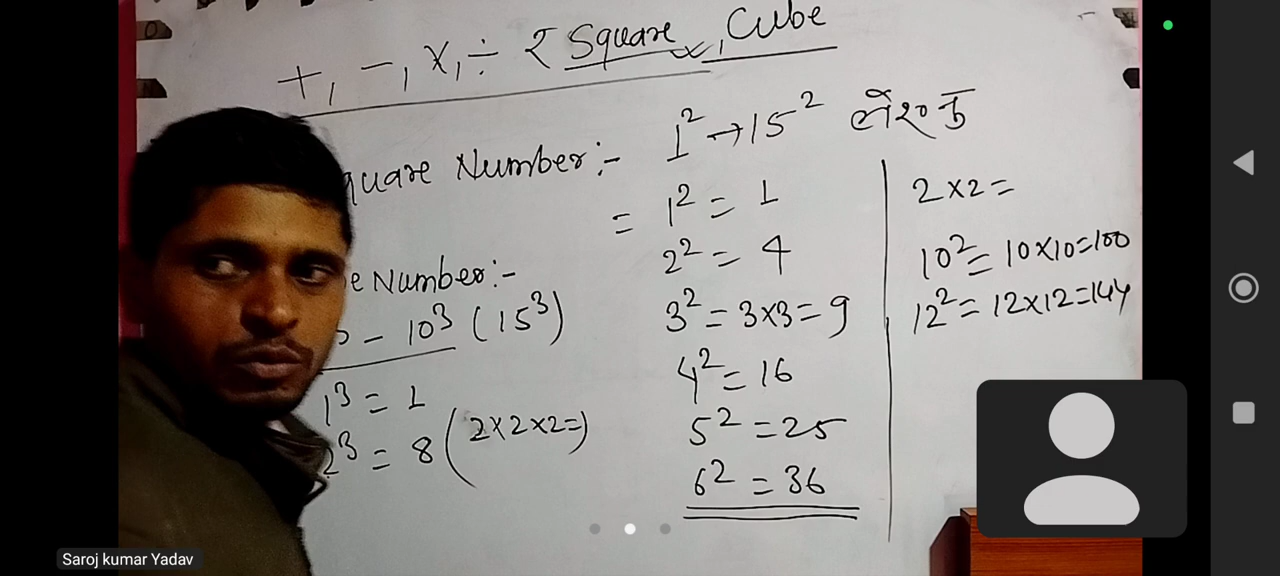 +, -, ×, ÷ ₹ Square, Cube
quare Number:- 1² → 15²
= 1² = 1
2² = 4
3² = 3×3=9
4² = 16
5² = 25
6² = 36
2×2=
10² = 10×10=100
12² = 12×12=144
e Number:-
- 10³ (15³)
1³ = 1
2³ = 8 (2×2×2=)
Saroj kumar Yadav